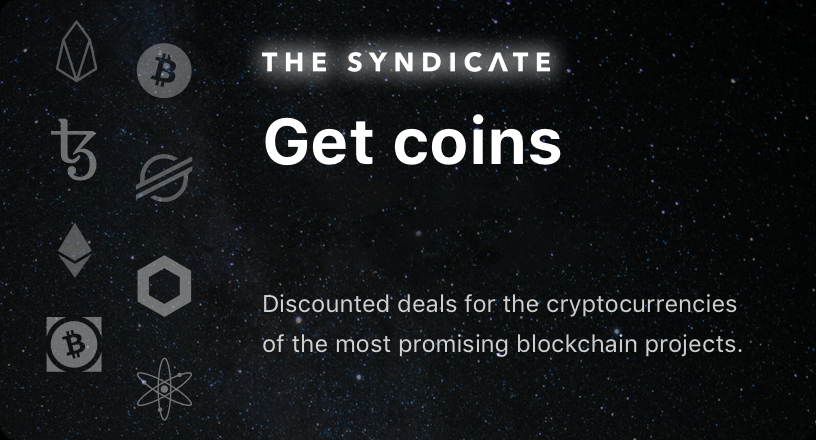 THE SYNDICATE
Get coins
Discounted deals for the cryptocurrencies
of the most promising blockchain projects.